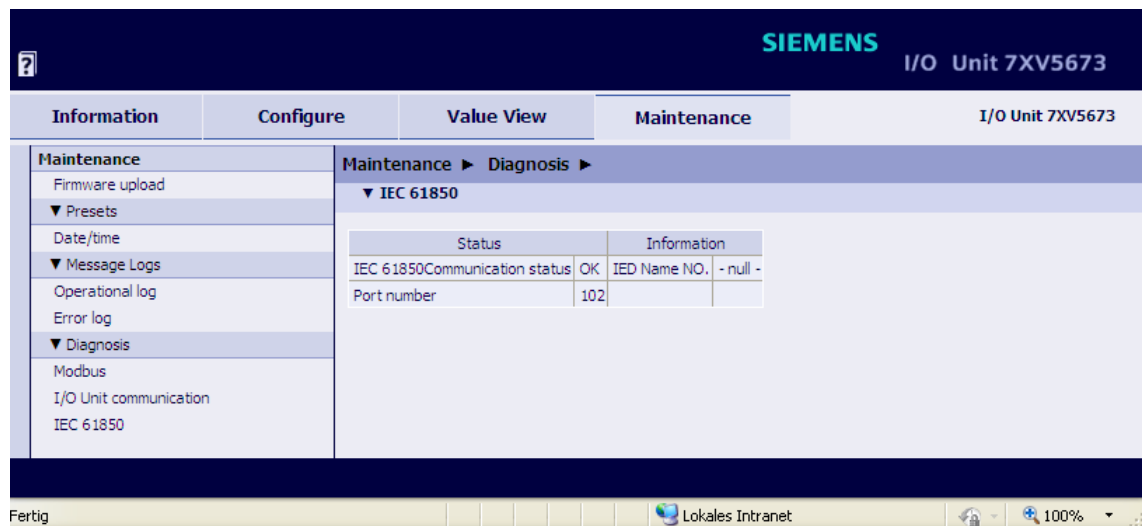 SIEMENS
? I/O Unit 7XV5673
Information Configure Value View Maintenance I/O Unit 7XV5673
Maintenance
Firmware upload
▼ Presets
Date/time
▼ Message Logs
Operational log
Error log
▼ Diagnosis
Modbus
I/O Unit communication
IEC 61850
Maintenance ► Diagnosis ►
▼ IEC 61850
Status Information
IEC 61850Communication status OK IED Name NO. - null -
Port number 102
Fertig Lokales Intranet 100%